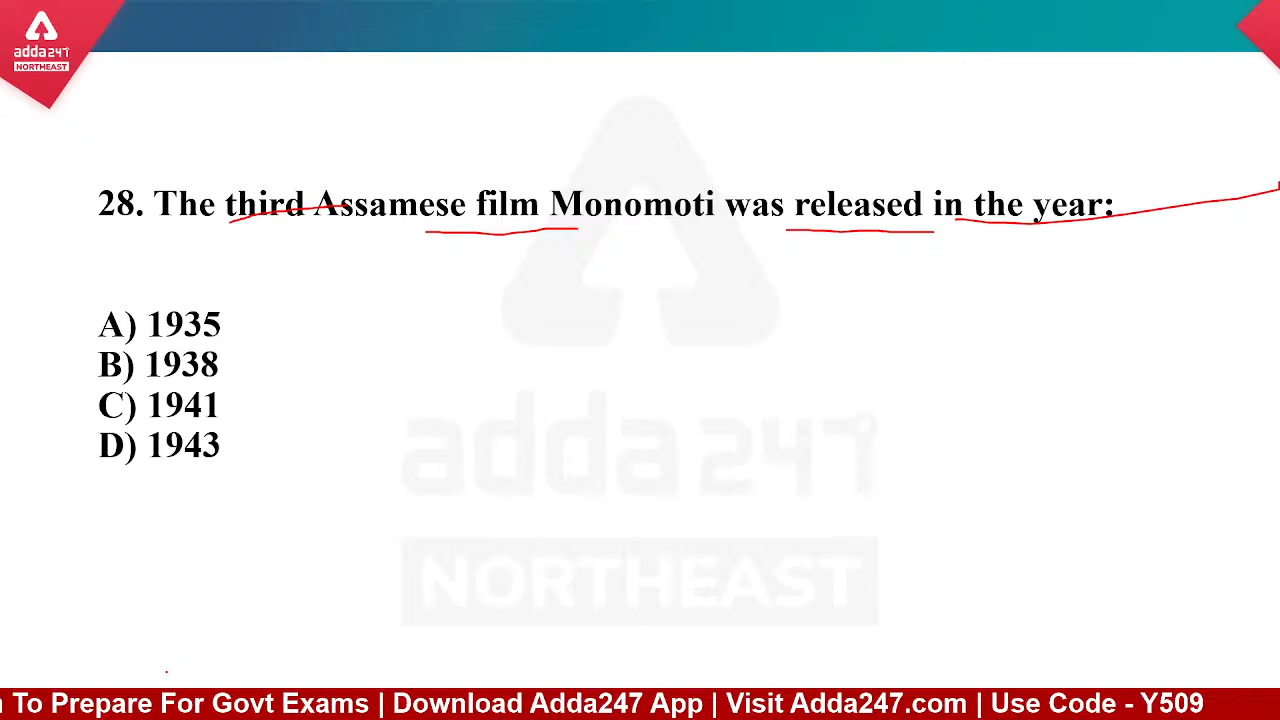 adda247
NORTHEAST
28. The third Assamese film Monomoti was released in the year:
A) 1935
B) 1938
C) 1941
D) 1943
adda247
NORTHEAST
To Prepare For Govt Exams | Download Adda247 App | Visit Adda247.com | Use Code - Y509